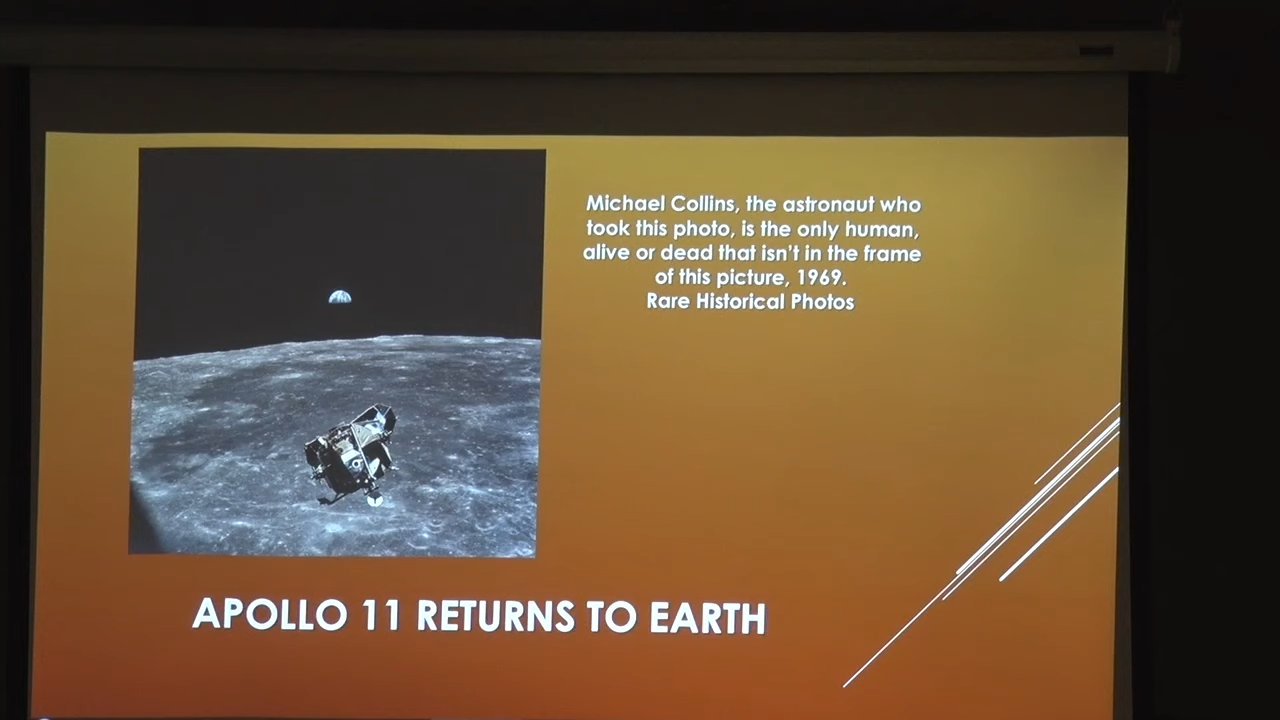 Michael Collins, the astronaut who
took this photo, is the only human,
alive or dead that isn't in the frame
of this picture, 1969.
Rare Historical Photos
APOLLO 11 RETURNS TO EARTH